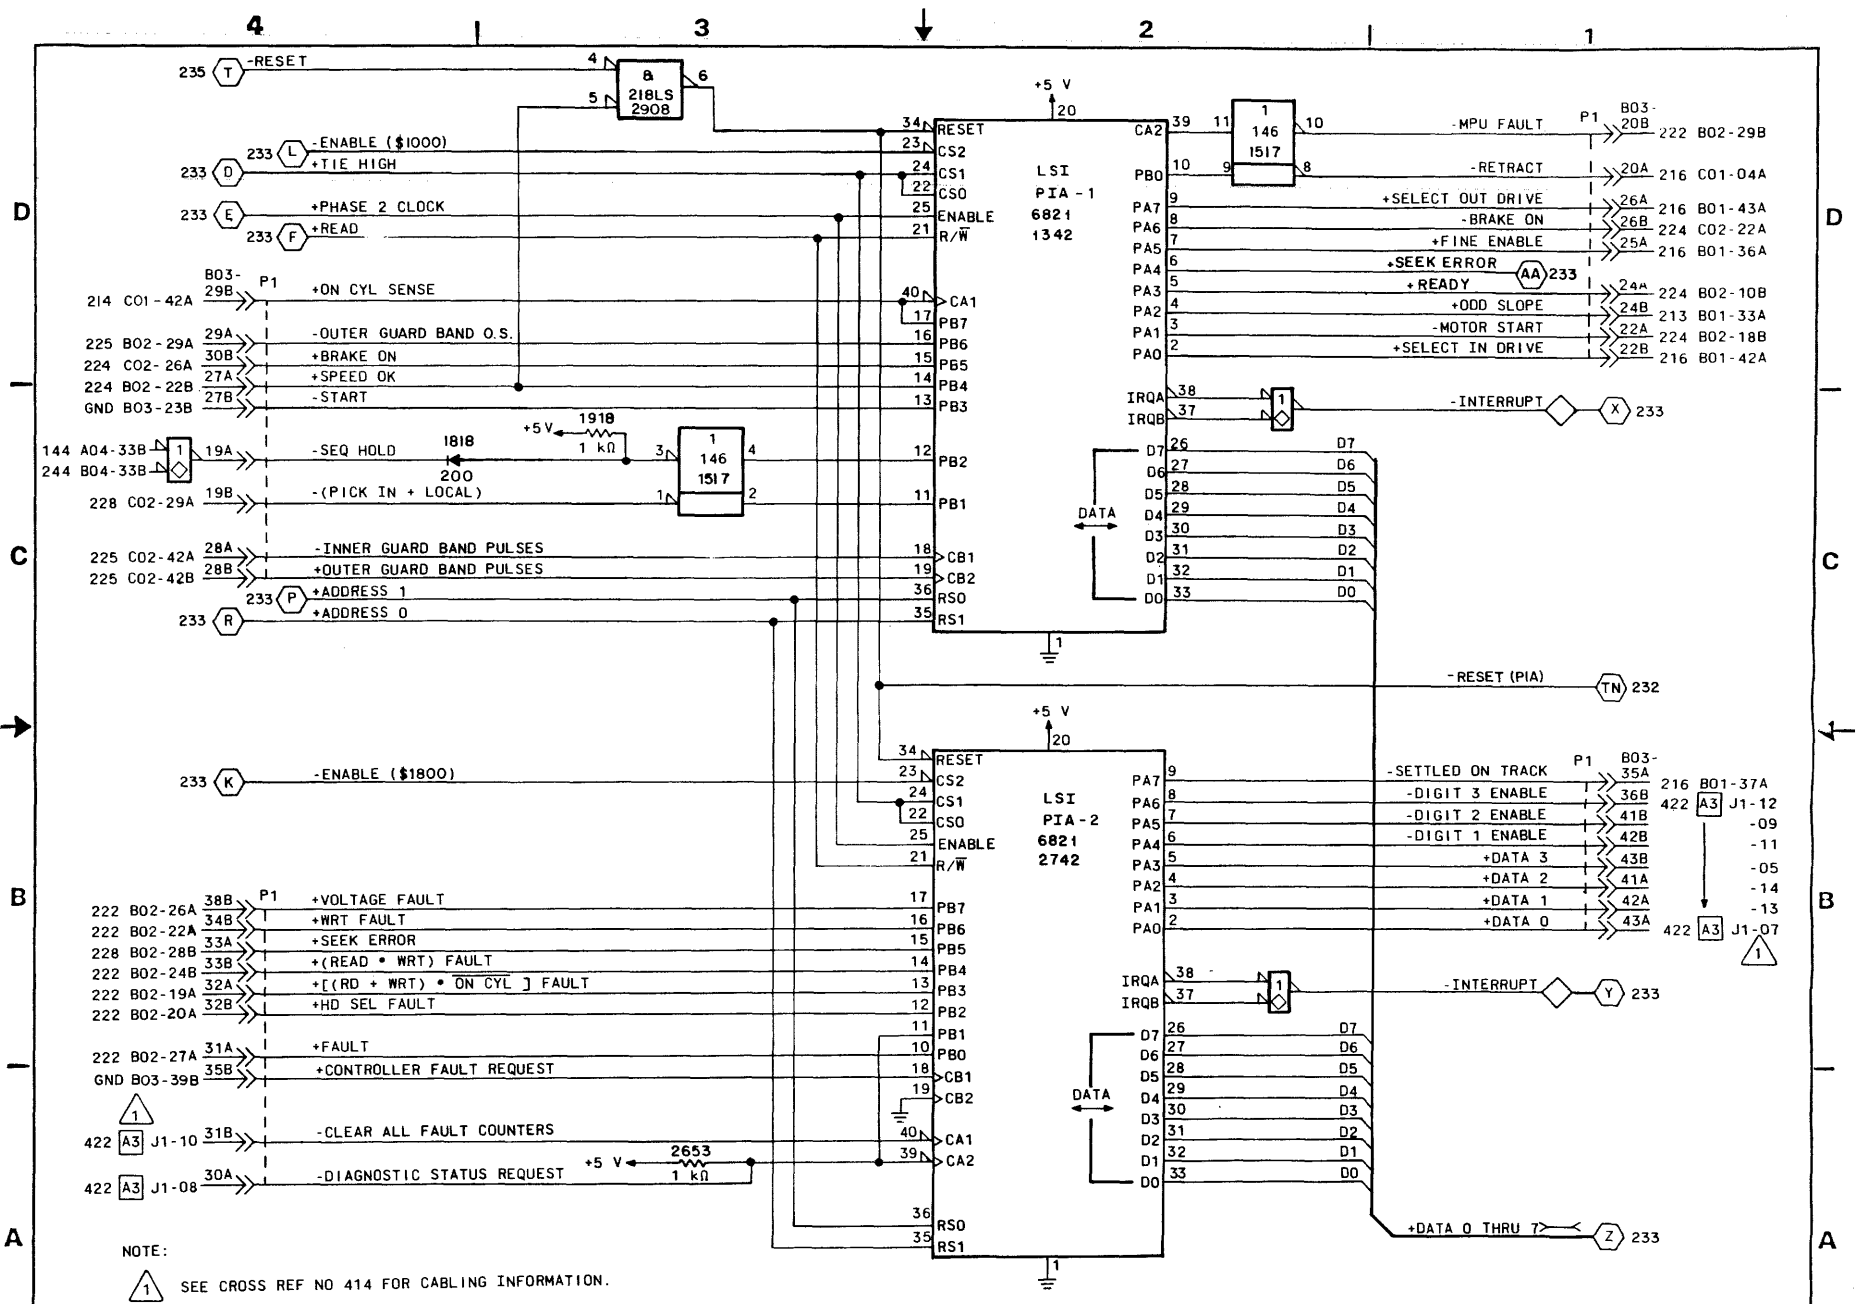 4 3 2 1
235 T -RESET 4 & 218LS 2908 6
5
+5 V
20
233 L -ENABLE ($1000)
233 D +TIE HIGH
233 E +PHASE 2 CLOCK
233 F +READ
34 RESET
23 CS2
24 CS1
22 CS0
25 ENABLE
21 R/W̅
LSI
PIA-1
6821
1342
CA2 39 11 1 146 1517 10 -MPU FAULT P1 B03-20B 222 B02-29B
PB0 10 9 8 -RETRACT 20A 216 C01-04A
PA7 9 +SELECT OUT DRIVE 26A 216 B01-43A
PA6 8 -BRAKE ON 26B 224 C02-22A
PA5 7 +FINE ENABLE 25A 216 B01-36A
PA4 6 +SEEK ERROR AA 233
PA3 5 +READY 24A 224 B02-10B
PA2 4 +ODD SLOPE 24B 213 B01-33A
PA1 3 -MOTOR START 22A 224 B02-18B
PA0 2 +SELECT IN DRIVE 22B 216 B01-42A
D D
B03- P1
214 C01-42A 29B +ON CYL SENSE 40 CA1
17 PB7
225 B02-29A 29A -OUTER GUARD BAND O.S. 16 PB6
224 C02-26A 30B +BRAKE ON 15 PB5
224 B02-22B 27A +SPEED OK 14 PB4
GND B03-23B 27B -START 13 PB3
144 A04-33B 1 19A -SEQ HOLD 1818 200 +5V 1918 1 kΩ 3 1 146 1517 4 12 PB2
244 B04-33B
228 C02-29A 19B -(PICK IN + LOCAL) 1 2 11 PB1
225 C02-42A 28A -INNER GUARD BAND PULSES 18 CB1
225 C02-42B 28B +OUTER GUARD BAND PULSES 19 CB2
233 P +ADDRESS 1 36 RS0
233 R +ADDRESS 0 35 RS1
IRQA 38 1 -INTERRUPT X 233
IRQB 37
DATA
D7 26 D7
D6 27 D6
D5 28 D5
D4 29 D4
D3 30 D3
D2 31 D2
D1 32 D1
D0 33 D0
C C
1
-RESET (PIA) TN 232
+5 V
20
34 RESET
233 K -ENABLE ($1800) 23 CS2
24 CS1
22 CS0
25 ENABLE
21 R/W̅
LSI
PIA-2
6821
2742
P1 B03-
PA7 9 -SETTLED ON TRACK 35A 216 B01-37A
PA6 8 -DIGIT 3 ENABLE 36B 422 A3 J1-12
PA5 7 -DIGIT 2 ENABLE 41B -09
PA4 6 -DIGIT 1 ENABLE 42B -11
PA3 5 +DATA 3 43B -05
PA2 4 +DATA 2 41A -14
PA1 3 +DATA 1 42A -13
PA0 2 +DATA 0 43A 422 A3 J1-07
1
B B
P1
222 B02-26A 38B +VOLTAGE FAULT 17 PB7
222 B02-22A 34B +WRT FAULT 16 PB6
228 B02-28B 33A +SEEK ERROR 15 PB5
222 B02-24B 33B +(READ • WRT) FAULT 14 PB4
222 B02-19A 32A +[(RD + WRT) • O̅N̅ C̅Y̅L̅ ] FAULT 13 PB3
222 B02-20A 32B +HD SEL FAULT 12 PB2
11 PB1
222 B02-27A 31A +FAULT 10 PB0
GND B03-39B 35B +CONTROLLER FAULT REQUEST 18 CB1
19 CB2
1
422 A3 J1-10 31B -CLEAR ALL FAULT COUNTERS 40 CA1
+5 V 2653 1 kΩ 39 CA2
422 A3 J1-08 30A -DIAGNOSTIC STATUS REQUEST
36 RS0
35 RS1
IRQA 38 1 -INTERRUPT Y 233
IRQB 37
DATA
D7 26 D7
D6 27 D6
D5 28 D5
D4 29 D4
D3 30 D3
D2 31 D2
D1 32 D1
D0 33 D0
+DATA 0 THRU 7 Z 233
A A
1
NOTE:
1 SEE CROSS REF NO 414 FOR CABLING INFORMATION.